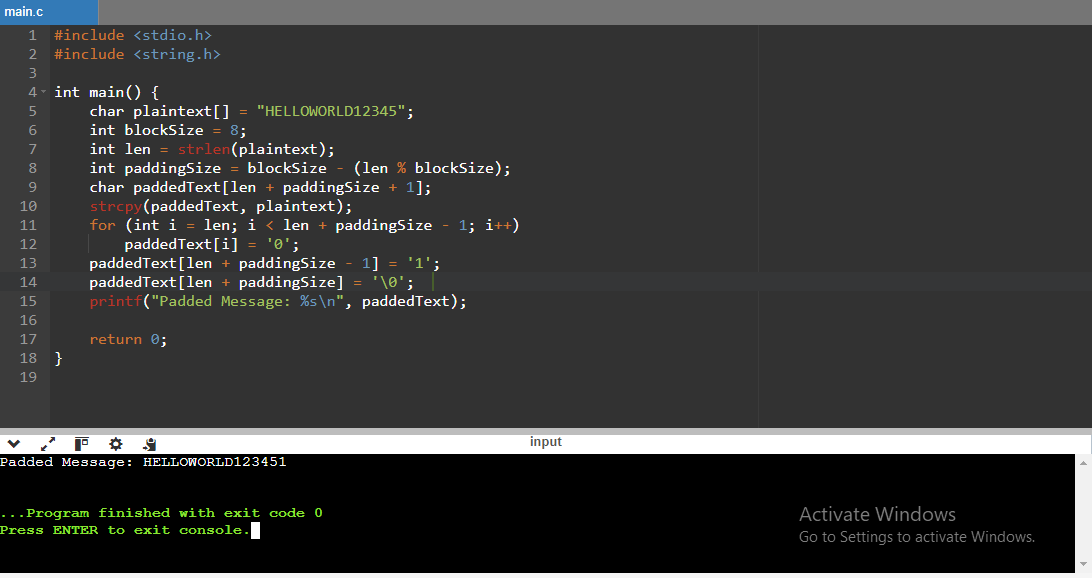 main.c
1 #include <stdio.h>
2 #include <string.h>
3
4 int main() {
5     char plaintext[] = "HELLOWORLD12345";
6     int blockSize = 8;
7     int len = strlen(plaintext);
8     int paddingSize = blockSize - (len % blockSize);
9     char paddedText[len + paddingSize + 1];
10     strcpy(paddedText, plaintext);
11     for (int i = len; i < len + paddingSize - 1; i++)
12         paddedText[i] = '0';
13     paddedText[len + paddingSize - 1] = '1';
14     paddedText[len + paddingSize] = '\0';
15     printf("Padded Message: %s\n", paddedText);
16
17     return 0;
18 }
19
input
Padded Message: HELLOWORLD123451
...Program finished with exit code 0
Press ENTER to exit console.
Activate Windows
Go to Settings to activate Windows.